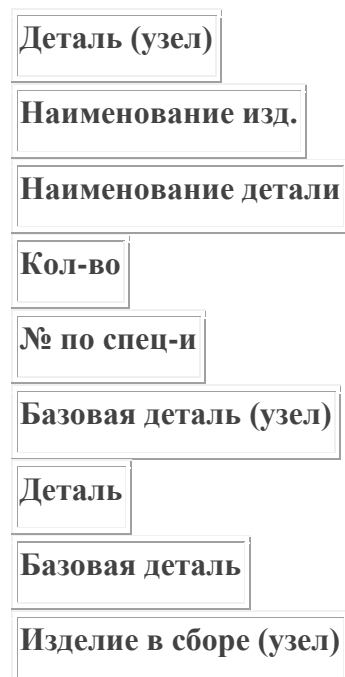 Деталь (узел)
Наименование изд.
Наименование детали
Кол-во
№ по спец-и
Базовая деталь (узел)
Деталь
Базовая деталь
Изделие в сборе (узел)